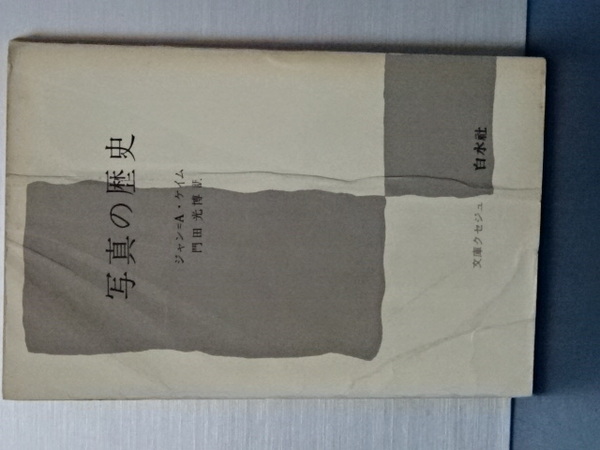 写真の歴史
ジャン=A・ケイム
門田光博 訳
文庫クセジュ
白水社